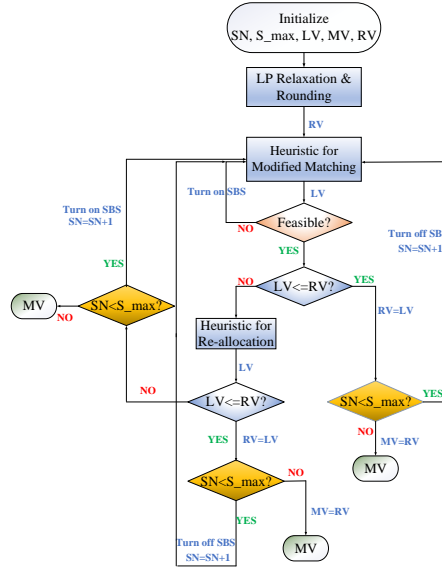 Initialize
SN, S_max, LV, MV, RV
LP Relaxation &
Rounding
RV
Heuristic for
Modified Matching
LV
Turn on SBS
Feasible?
NO
YES
Turn on SBS
SN=SN+1
YES
Turn off SBS
SN=SN+1
LV<=RV?
NO
YES
RV=LV
SN<S_max?
MV
NO
Heuristic for
Re-allocation
LV
LV<=RV?
NO
YES
RV=LV
SN<S_max?
YES
NO
MV=RV
MV
SN<S_max?
NO
YES
MV=RV
MV
Turn off SBS
SN=SN+1